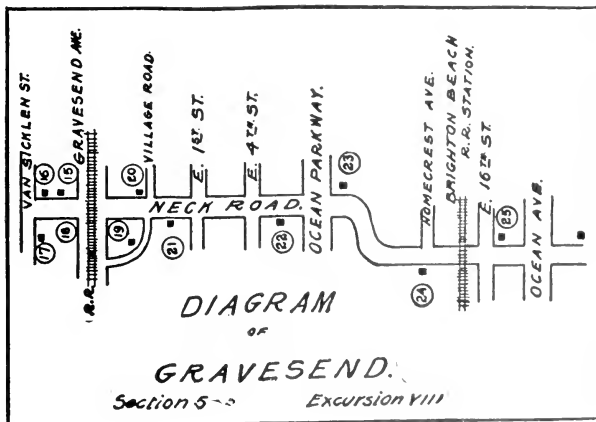 VAN SICKLEN ST.
GRAVESEND AVE.
VILLAGE ROAD.
E. 1ST ST.
E. 4TH ST.
OCEAN PARKWAY.
HOMECREST AVE.
BRIGHTON BEACH
R.R. STATION.
E. 16TH ST.
OCEAN AVE.
16
15
20
23
NECK ROAD.
17
18
19
21
22
24
25
R.R.
DIAGRAM
OF
GRAVESEND.
Section 5
Excursion VIII